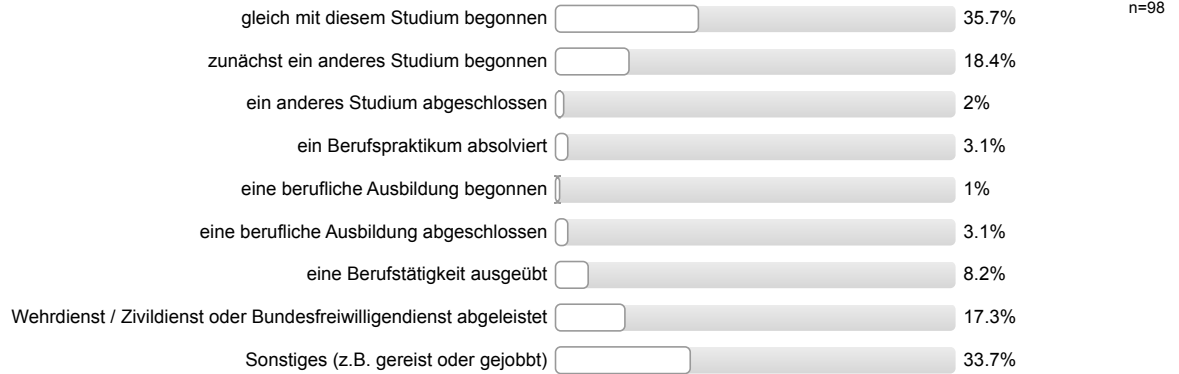 gleich mit diesem Studium begonnen 35.7% n=98
zunächst ein anderes Studium begonnen 18.4%
ein anderes Studium abgeschlossen 2%
ein Berufspraktikum absolviert 3.1%
eine berufliche Ausbildung begonnen 1%
eine berufliche Ausbildung abgeschlossen 3.1%
eine Berufstätigkeit ausgeübt 8.2%
Wehrdienst / Zivildienst oder Bundesfreiwilligendienst abgeleistet 17.3%
Sonstiges (z.B. gereist oder gejobbt) 33.7%